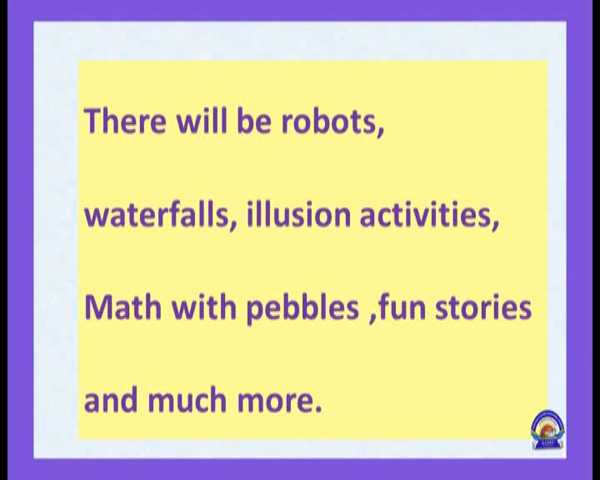 There will be robots,
waterfalls, illusion activities,
Math with pebbles ,fun stories
and much more.